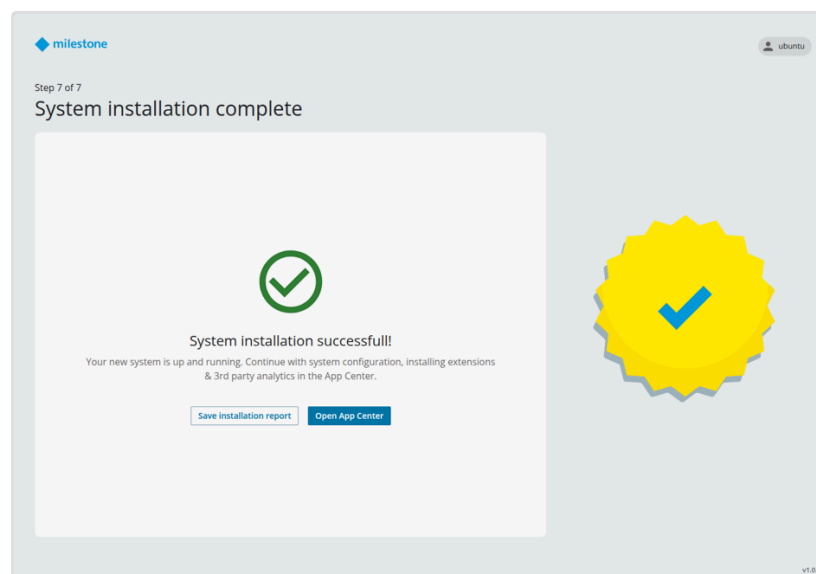 milestone
ubuntu
Step 7 of 7
System installation complete
System installation successfull!
Your new system is up and running. Continue with system configuration, installing extensions
& 3rd party analytics in the App Center.
Save installation report
Open App Center
v1.0